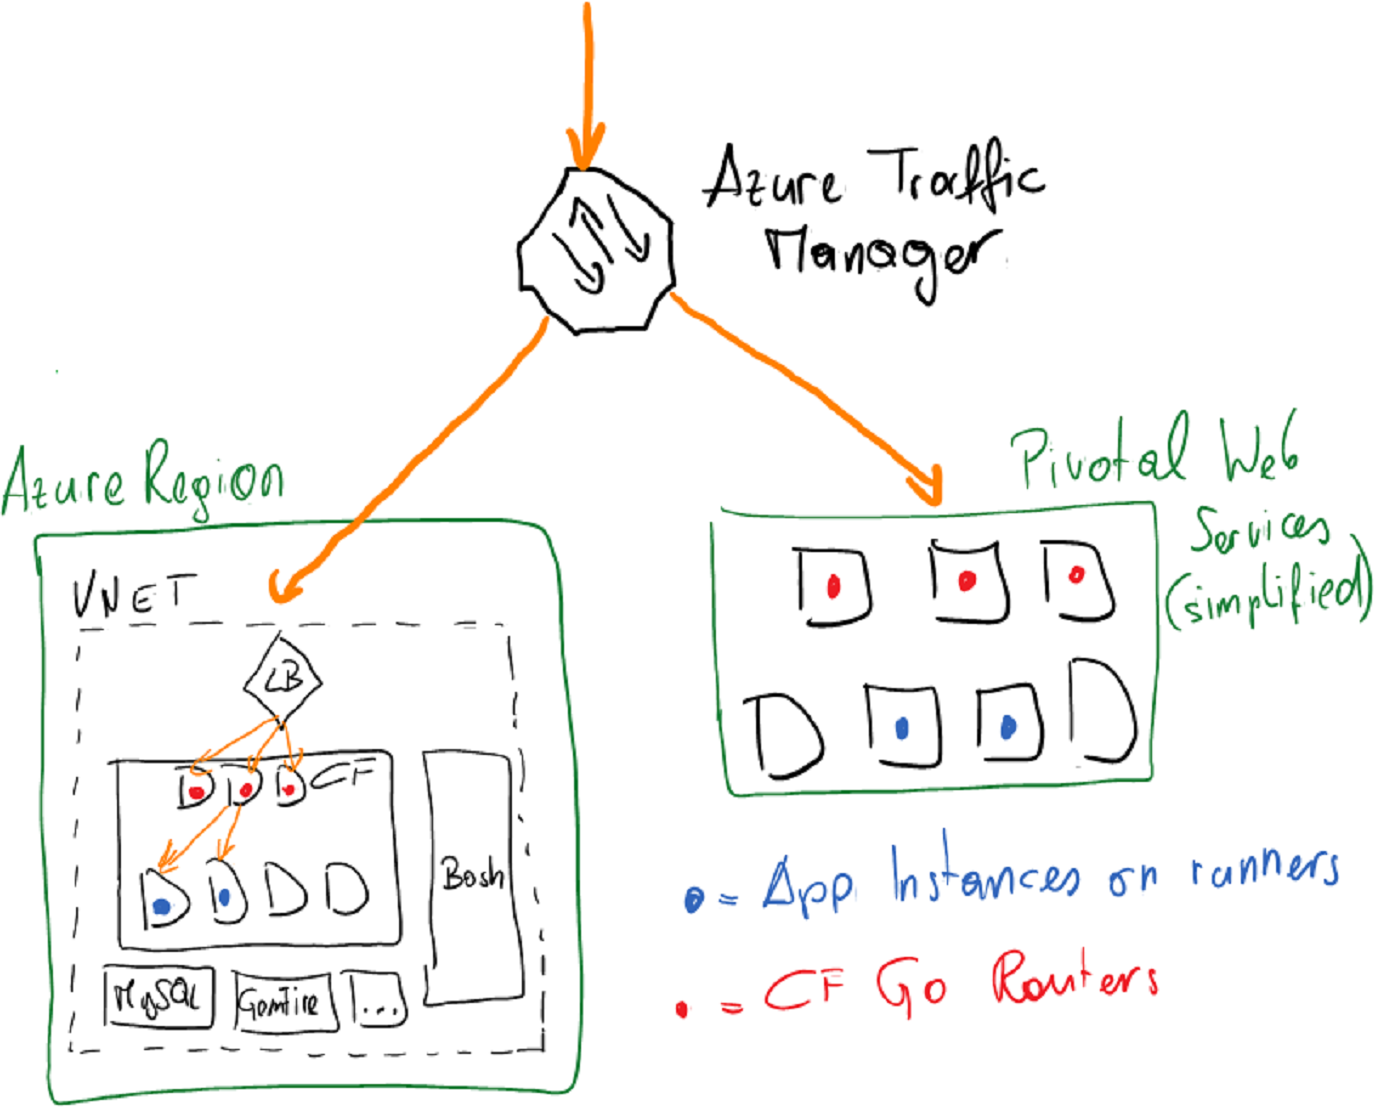 Azure Traffic
Manager
Azure Region
Pivotal Web
Services
(simplified)
VNET
LB
CF
Bosh
MySQL
Gemfire
...
= App Instances on runners
= CF Go Routers